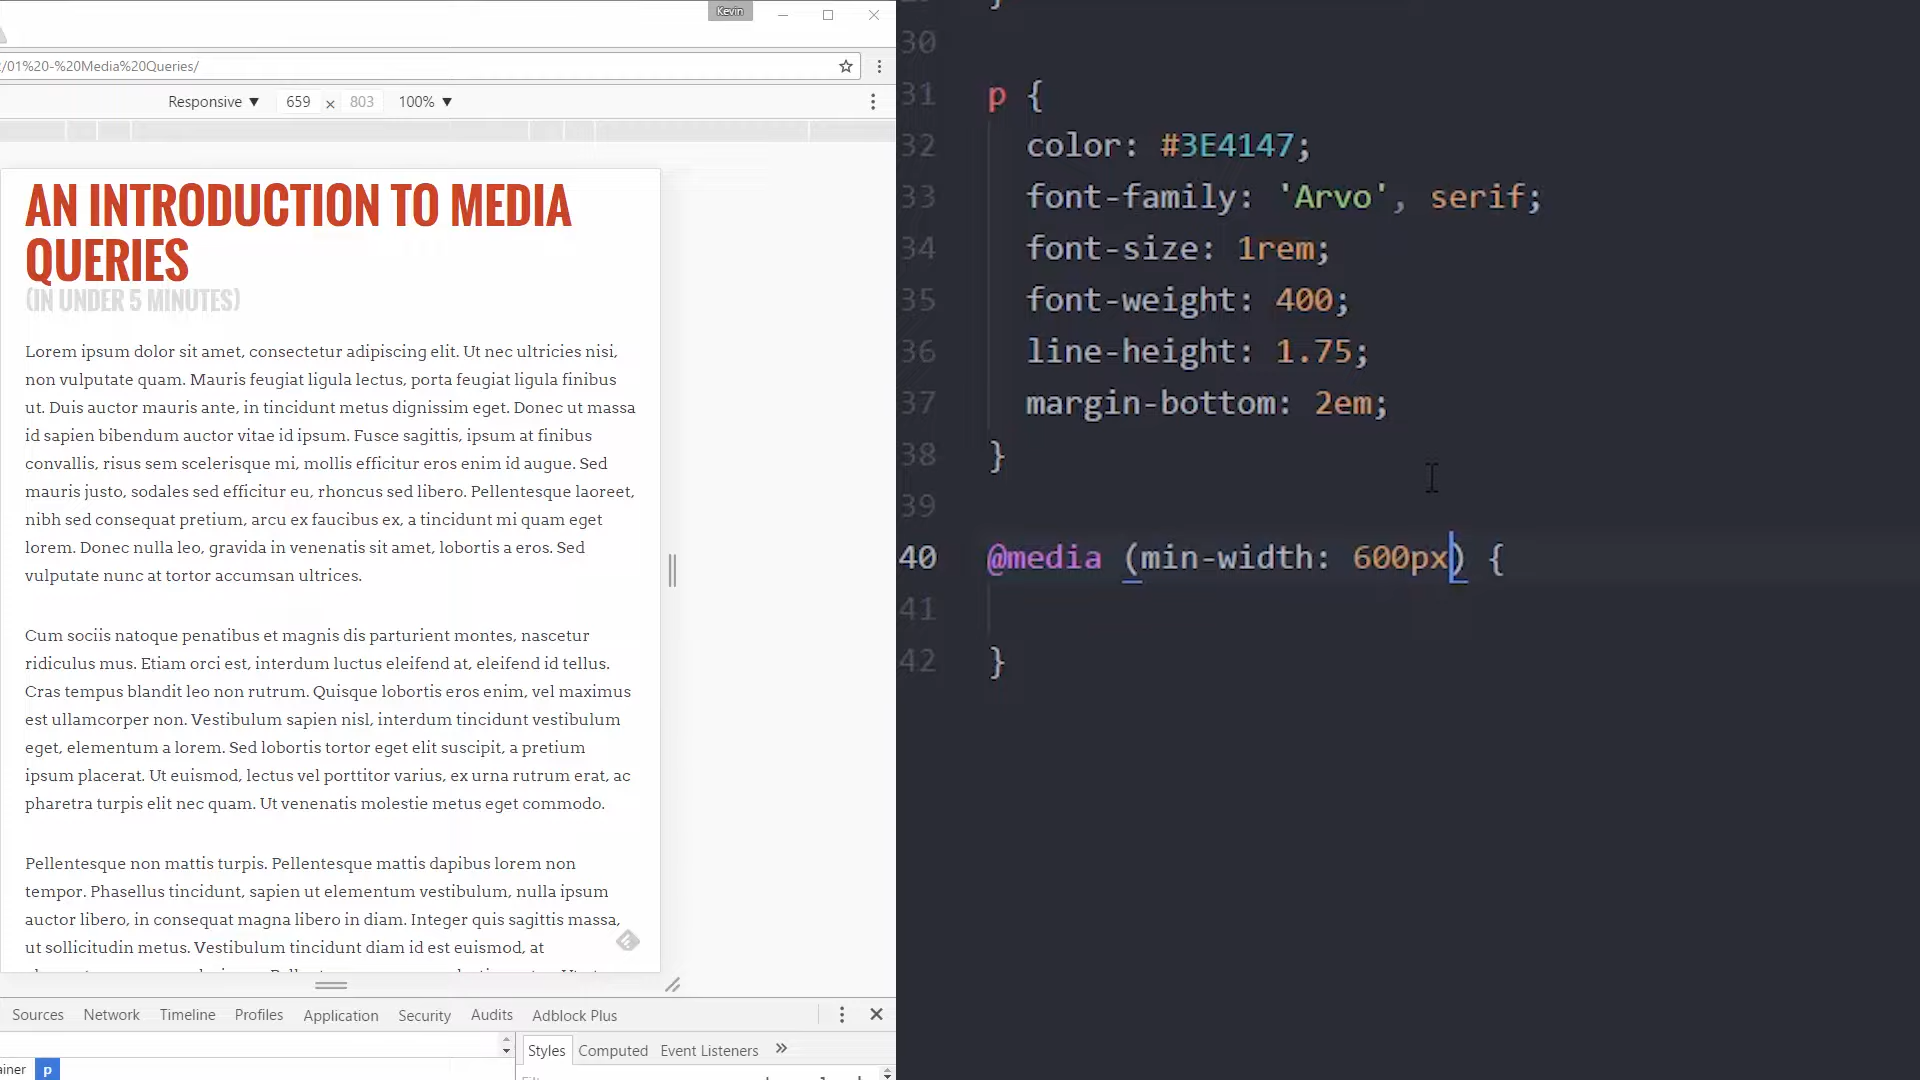 Kevin
/01%20-%20Media%20Queries/
Responsive ▼ 659 × 803 100% ▼
AN INTRODUCTION TO MEDIA
QUERIES
(IN UNDER 5 MINUTES)
Lorem ipsum dolor sit amet, consectetur adipiscing elit. Ut nec ultricies nisi,
non vulputate quam. Mauris feugiat ligula lectus, porta feugiat ligula finibus
ut. Duis auctor mauris ante, in tincidunt metus dignissim eget. Donec ut massa
id sapien bibendum auctor vitae id ipsum. Fusce sagittis, ipsum at finibus
convallis, risus sem scelerisque mi, mollis efficitur eros enim id augue. Sed
mauris justo, sodales sed efficitur eu, rhoncus sed libero. Pellentesque laoreet,
nibh sed consequat pretium, arcu ex faucibus ex, a tincidunt mi quam eget
lorem. Donec nulla leo, gravida in venenatis sit amet, lobortis a eros. Sed
vulputate nunc at tortor accumsan ultrices.
Cum sociis natoque penatibus et magnis dis parturient montes, nascetur
ridiculus mus. Etiam orci est, interdum luctus eleifend at, eleifend id tellus.
Cras tempus blandit leo non rutrum. Quisque lobortis eros enim, vel maximus
est ullamcorper non. Vestibulum sapien nisl, interdum tincidunt vestibulum
eget, elementum a lorem. Sed lobortis tortor eget elit suscipit, a pretium
ipsum placerat. Ut euismod, lectus vel porttitor varius, ex urna rutrum erat, ac
pharetra turpis elit nec quam. Ut venenatis molestie metus eget commodo.
Pellentesque non mattis turpis. Pellentesque mattis dapibus lorem non
tempor. Phasellus tincidunt, sapien ut elementum vestibulum, nulla ipsum
auctor libero, in consequat magna libero in diam. Integer quis sagittis massa,
ut sollicitudin metus. Vestibulum tincidunt diam id est euismod, at
Sources Network Timeline Profiles Application Security Audits Adblock Plus
Styles Computed Event Listeners »
ainer p
30
31 p {
32 color: #3E4147;
33 font-family: 'Arvo', serif;
34 font-size: 1rem;
35 font-weight: 400;
36 line-height: 1.75;
37 margin-bottom: 2em;
38 }
39
40 @media (min-width: 600px) {
41
42 }